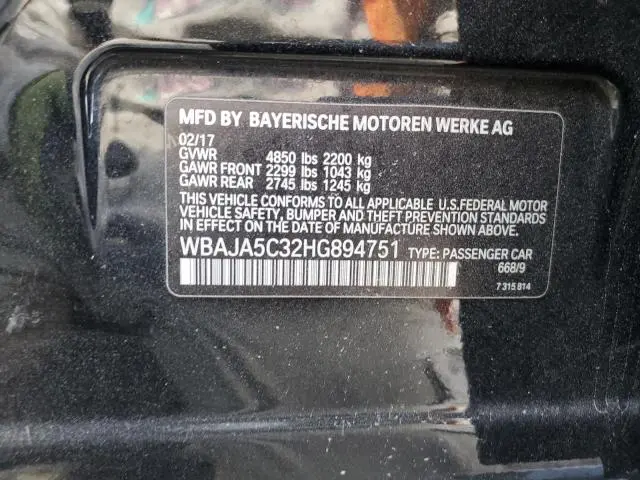 MFD BY BAYERISCHE MOTOREN WERKE AG
02/17
GVWR 4850 lbs 2200 kg
GAWR FRONT 2299 lbs 1043 kg
GAWR REAR 2745 lbs 1245 kg
THIS VEHICLE CONFORMS TO ALL APPLICABLE U.S.FEDERAL MOTOR
VEHICLE SAFETY, BUMPER AND THEFT PREVENTION STANDARDS
IN EFFECT ON THE DATE OF MANUFACTURE SHOWN ABOVE.
WBAJA5C32HG894751 TYPE: PASSENGER CAR
668/9
7 315 814